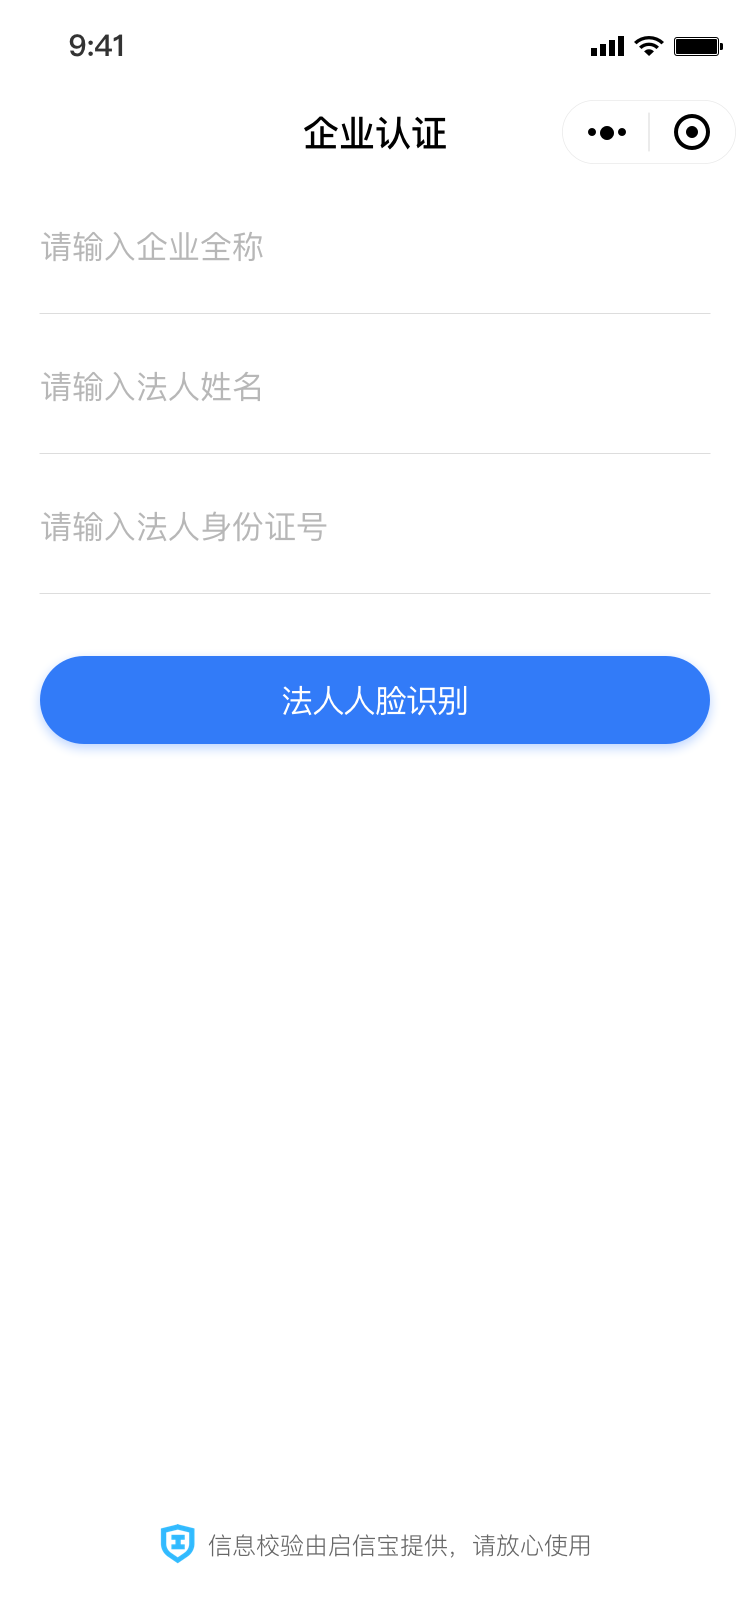 9:41
企业认证
请输入企业全称
请输入法人姓名
请输入法人身份证号
法人人脸识别
信息校验由启信宝提供，请放心使用